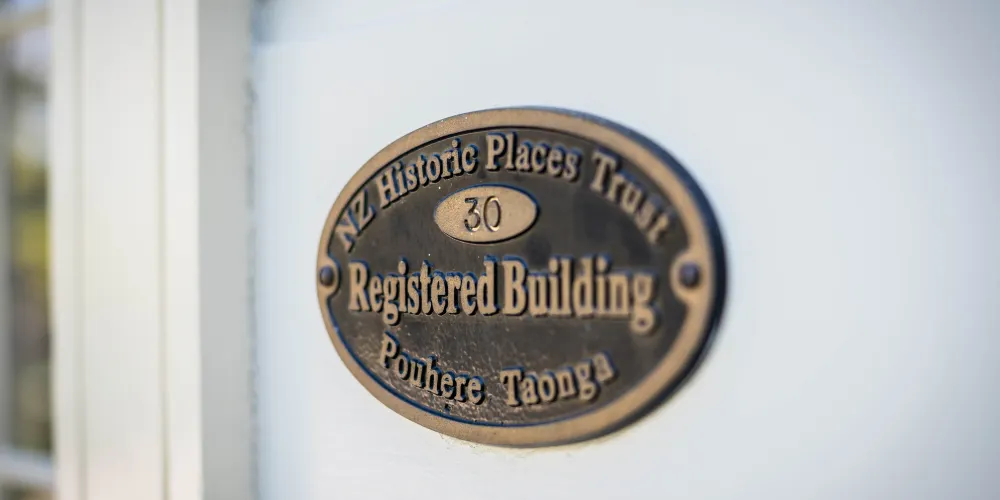 NZ Historic Places Trust
30
Registered Building
Pouhere Taonga